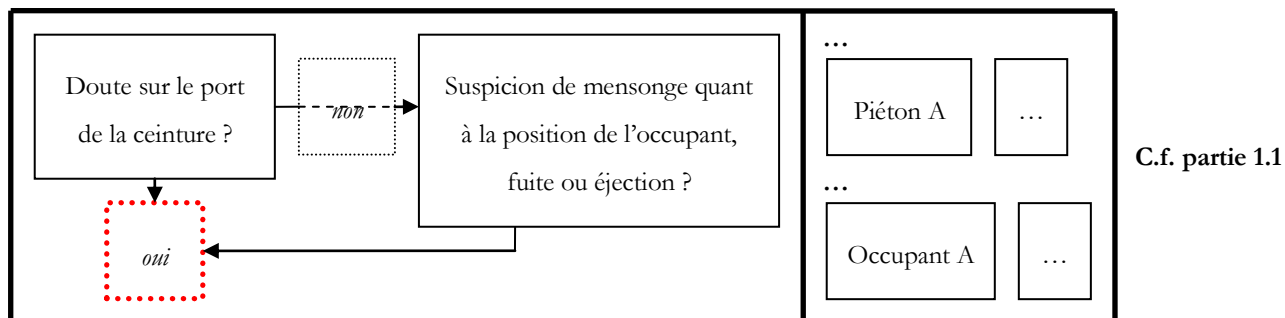 Doute sur le port
de la ceinture ?
non
Suspicion de mensonge quant
à la position de l’occupant,
fuite ou éjection ?
oui
…
Piéton A
…
…
Occupant A
…
C.f. partie 1.1